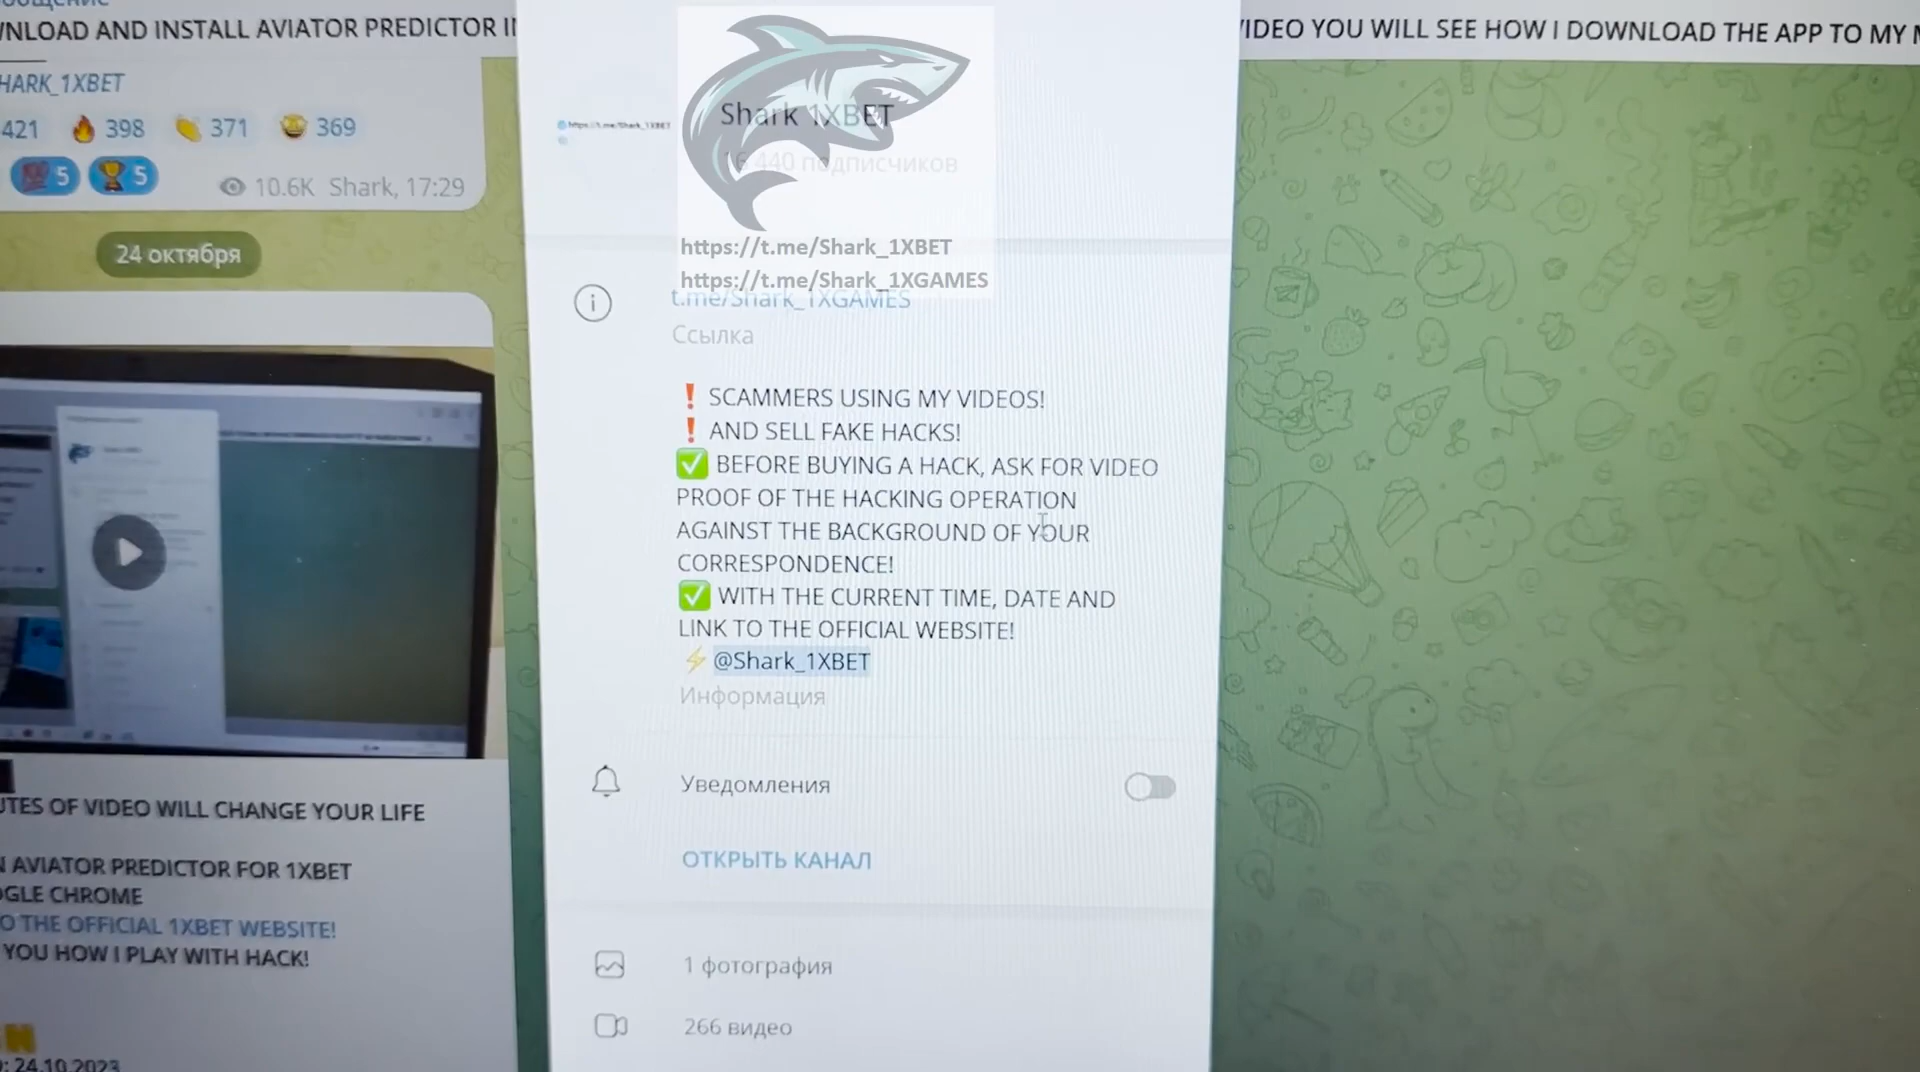 NLOAD AND INSTALL AVIATOR PREDICTOR
HARK_1XBET
421 398 371 369
5 5
10.6K Shark, 17:29
24 октября
UTES OF VIDEO WILL CHANGE YOUR LIFE
AVIATOR PREDICTOR FOR 1XBET
OGLE CHROME
O THE OFFICIAL 1XBET WEBSITE!
YOU HOW I PLAY WITH HACK!
24.10.2023
https://t.me/Shark_1XBET
Shark 1XBET
16 440 подписчиков
https://t.me/Shark_1XBET
https://t.me/Shark_1XGAMES
t.me/Shark_1XGAMES
Ссылка
❗ SCAMMERS USING MY VIDEOS!
❗ AND SELL FAKE HACKS!
✅ BEFORE BUYING A HACK, ASK FOR VIDEO
PROOF OF THE HACKING OPERATION
AGAINST THE BACKGROUND OF YOUR
CORRESPONDENCE!
✅ WITH THE CURRENT TIME, DATE AND
LINK TO THE OFFICIAL WEBSITE!
⚡ @Shark_1XBET
Информация
Уведомления
ОТКРЫТЬ КАНАЛ
1 фотография
266 видео
VIDEO YOU WILL SEE HOW I DOWNLOAD THE APP TO MY